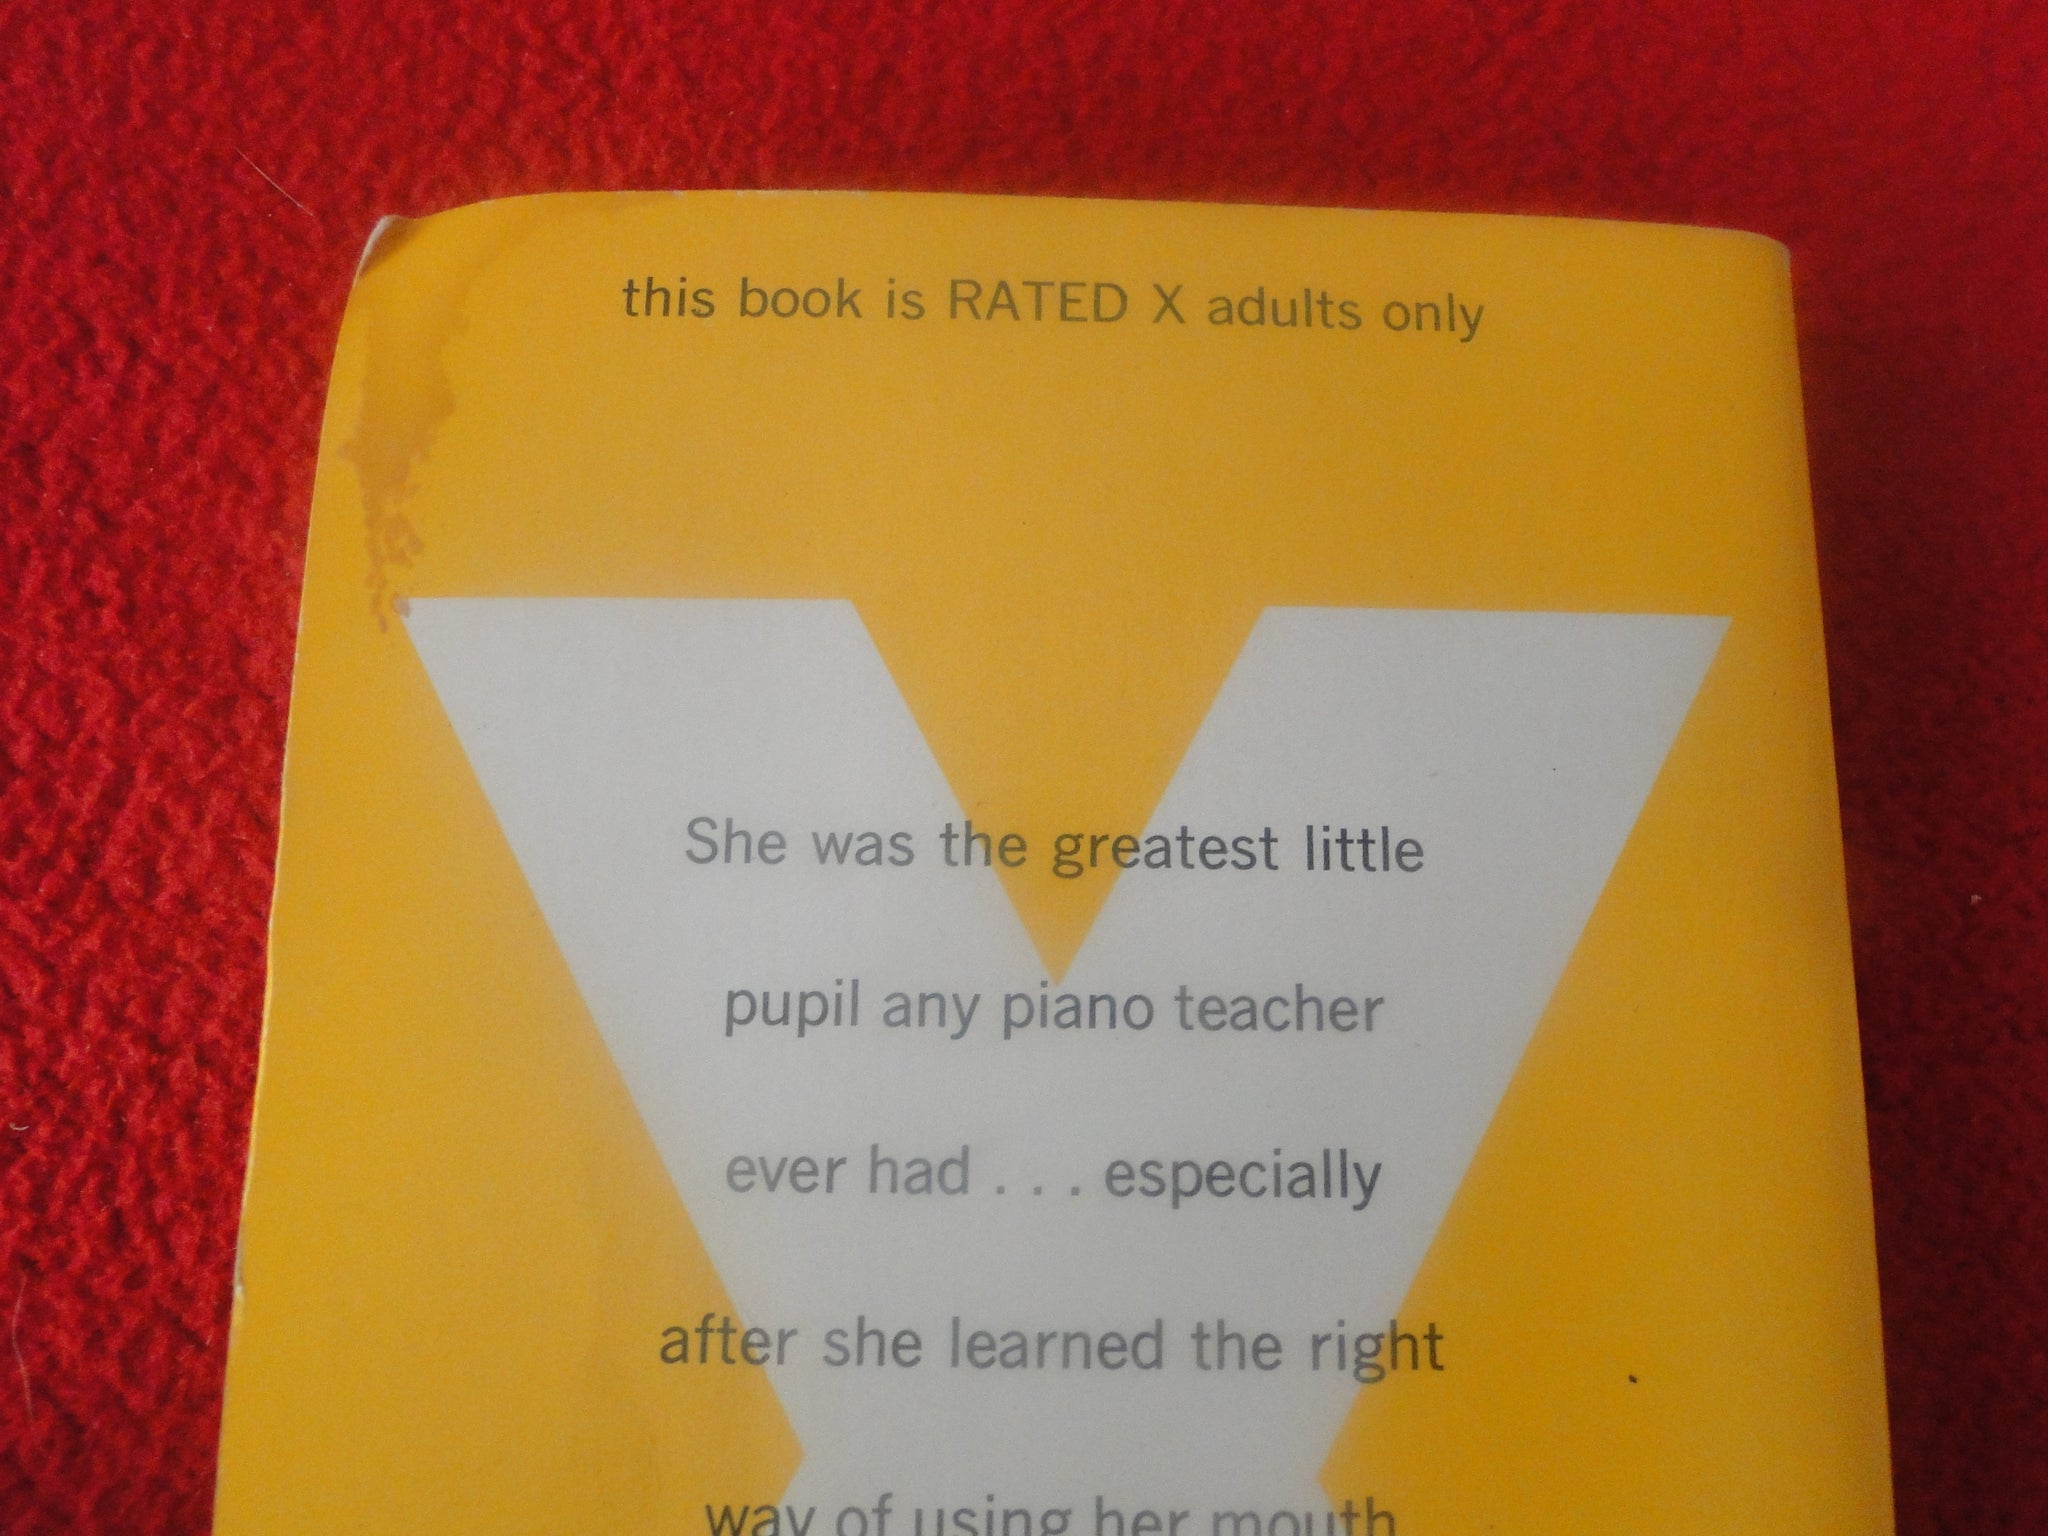 this book is RATED X adults only
She was the greatest little
pupil any piano teacher
ever had . . . especially
after she learned the right
way of using her mouth